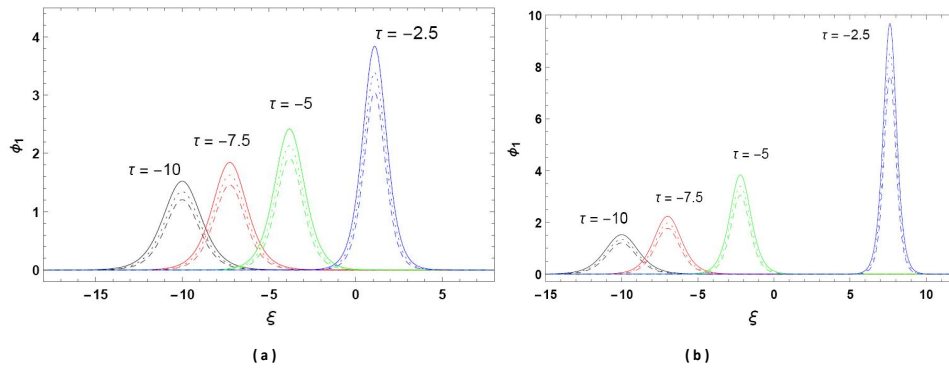 4
3
2
1
0
ϕ₁
τ = −10
τ = −7.5
τ = −5
τ = −2.5
−15 −10 −5 0 5
ξ
( a )
10
8
6
4
2
0
ϕ₁
τ = −10
τ = −7.5
τ = −5
τ = −2.5
−15 −10 −5 0 5 10
ξ
( b )